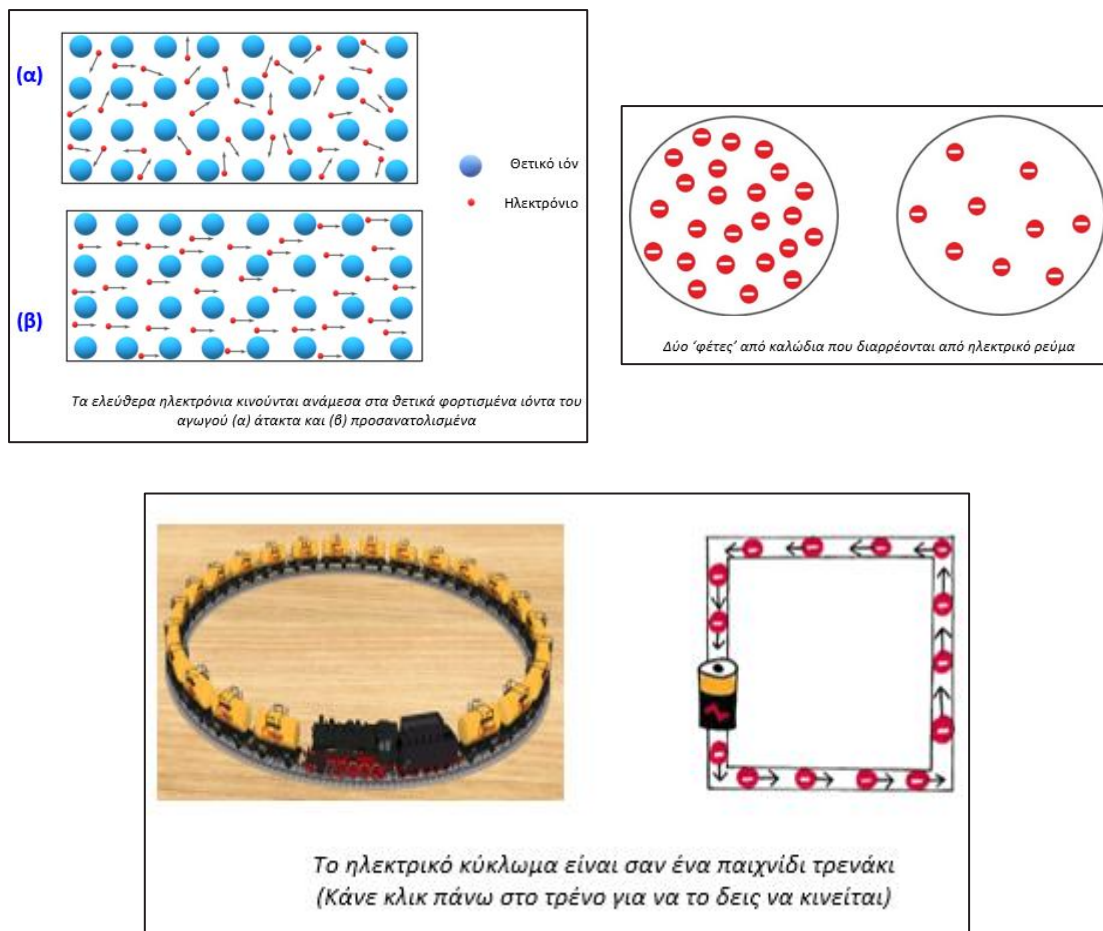 (α)
Θετικό ιόν
Ηλεκτρόνιο
(β)
Τα ελεύθερα ηλεκτρόνια κινούνται ανάμεσα στα θετικά φορτισμένα ιόντα του
αγωγού (α) άτακτα και (β) προσανατολισμένα
Δύο ‘φέτες’ από καλώδια που διαρρέονται από ηλεκτρικό ρεύμα
Το ηλεκτρικό κύκλωμα είναι σαν ένα παιχνίδι τρενάκι
(Κάνε κλικ πάνω στο τρένο για να το δεις να κινείται)